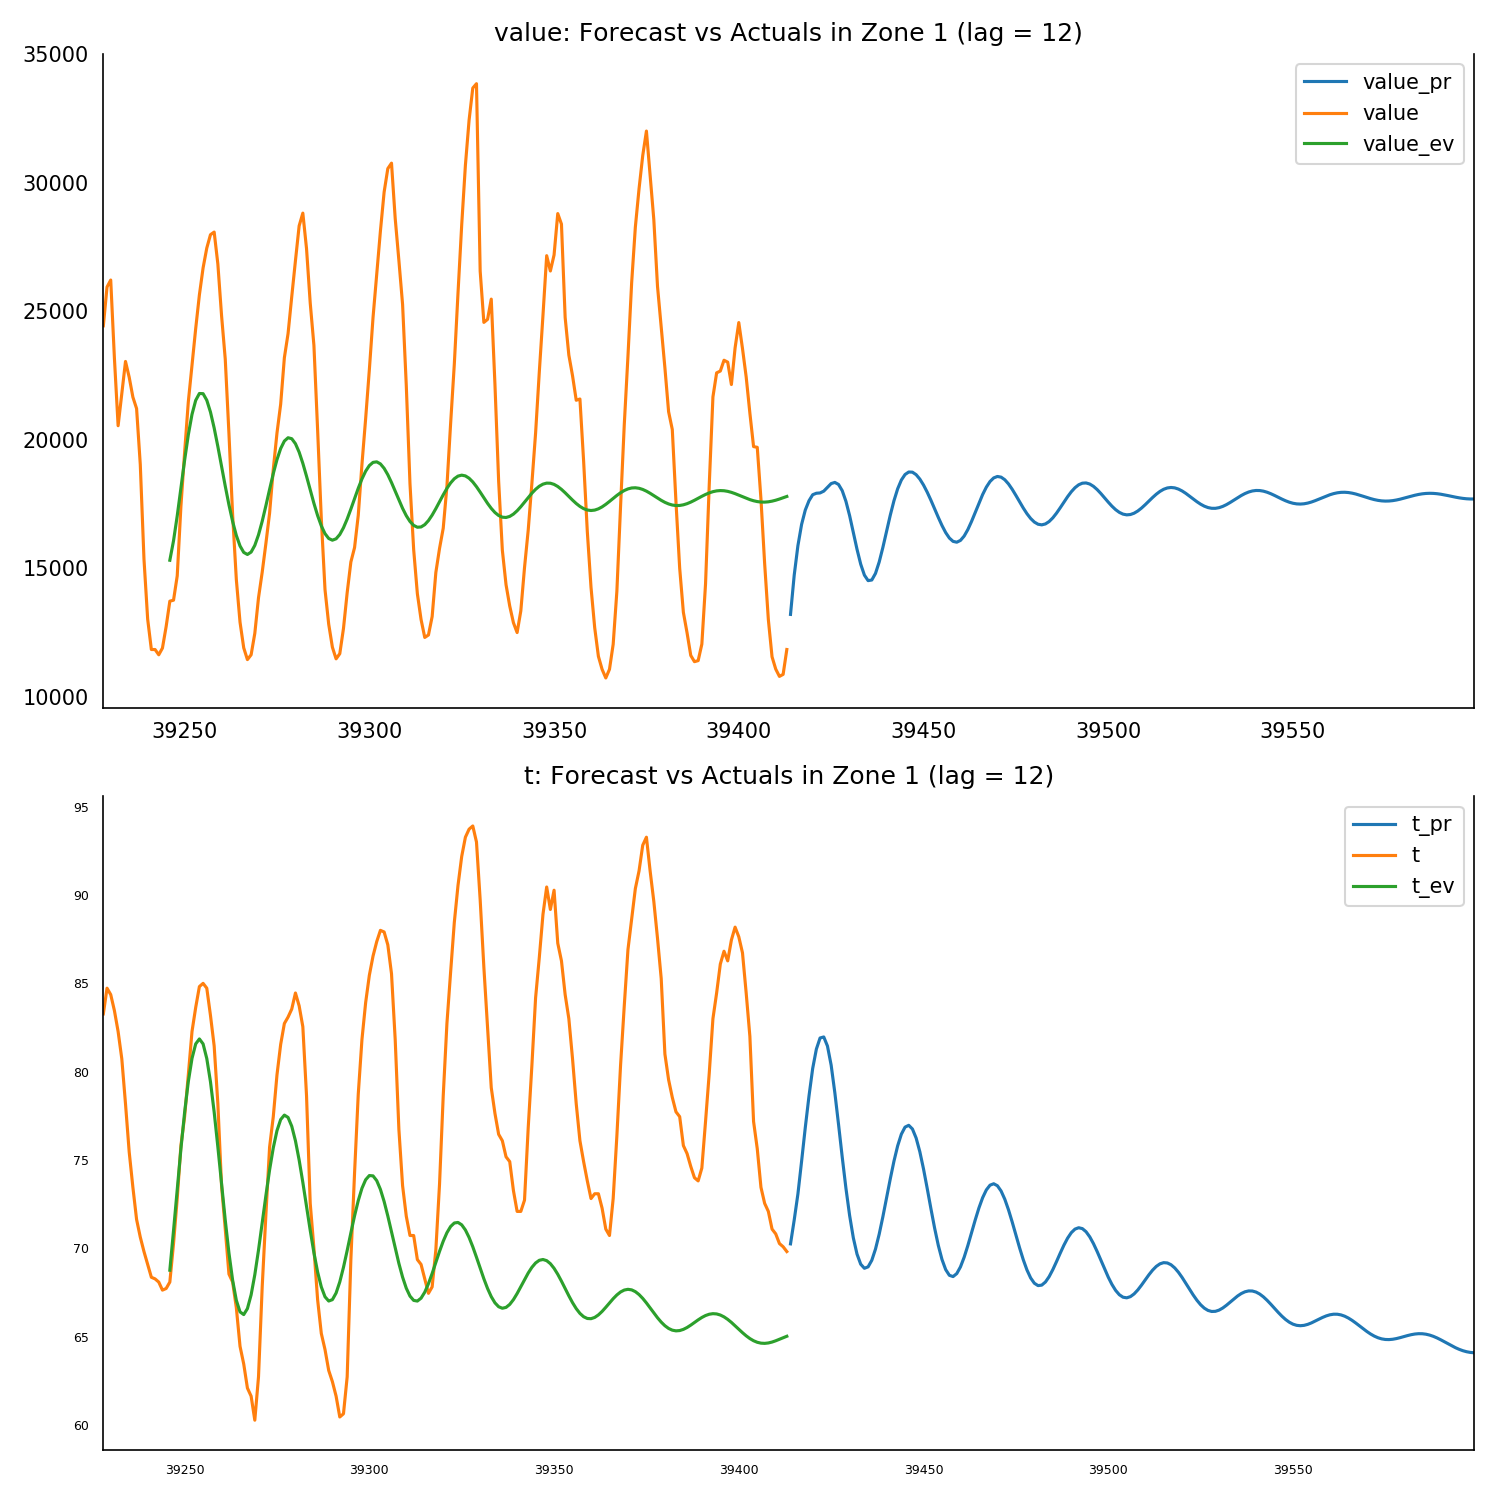 value: Forecast vs Actuals in Zone 1 (lag = 12)
35000
30000
25000
20000
15000
10000
value_pr
value
value_ev
39250 39300 39350 39400 39450 39500 39550
t: Forecast vs Actuals in Zone 1 (lag = 12)
95
90
85
80
75
70
65
60
t_pr
t
t_ev
39250 39300 39350 39400 39450 39500 39550